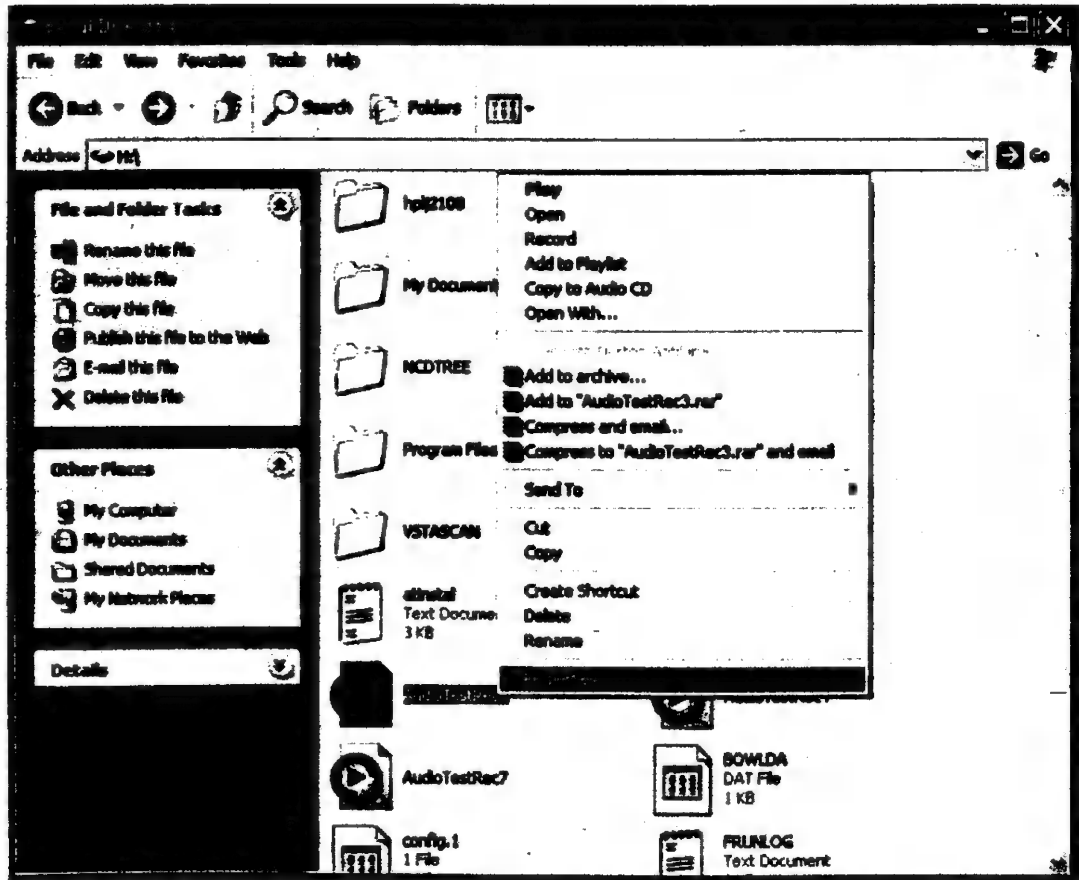 File Edit View Favorites Tools Help
Back Search Folders
Address H:\ Go
File and Folder Tasks
Rename this file
Move this file
Copy this file
Publish this file to the Web
E-mail this file
Delete this file
Other Places
My Computer
My Documents
Shared Documents
My Network Places
Details
hplj2108
My Document
NCDTREE
Program Files
VSTASCAN
Text Docume
3 KB
AudioTestRec7
config.1
1 File
Play
Open
Record
Add to Playlist
Copy to Audio CD
Open With...
Add to archive...
Add to "AudioTestRec3.rar"
Compress and email...
Compress to "AudioTestRec3.rar" and email
Send To
Cut
Copy
Create Shortcut
Delete
Rename
BOWLDA
DAT File
1 KB
FRUNLOG
Text Document